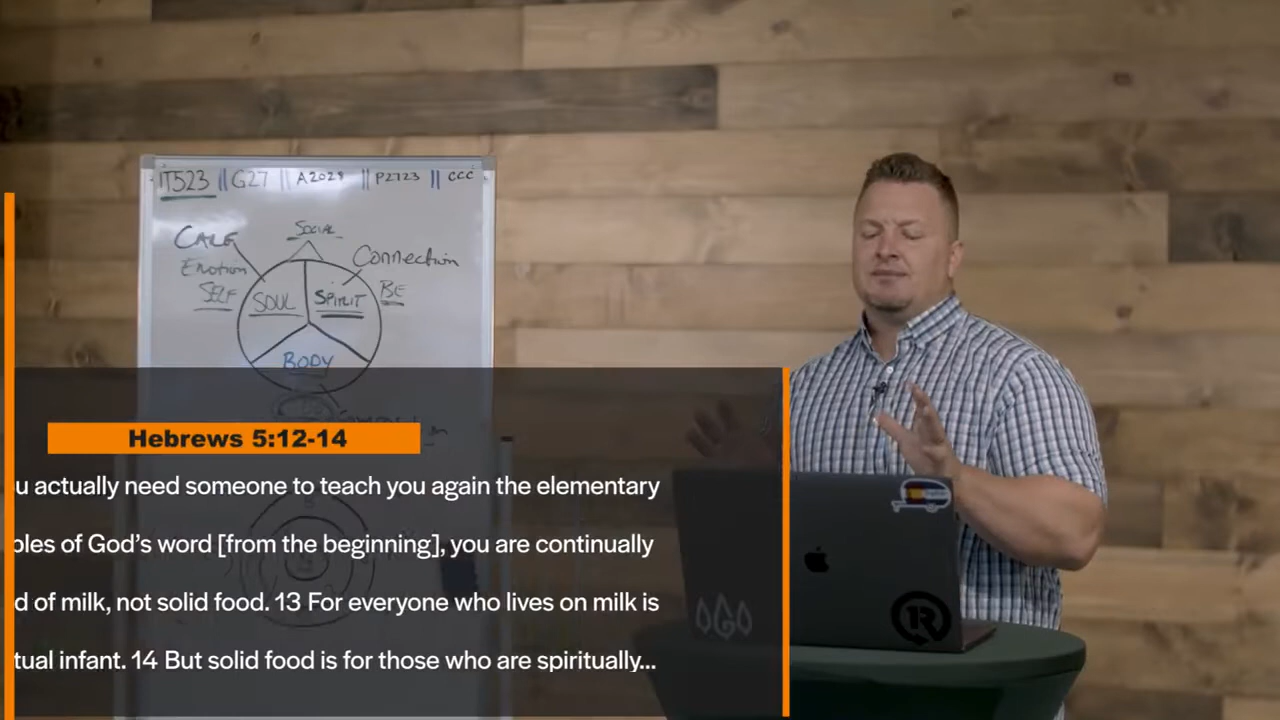 IT523 || G27 || A2028 || P2723 || CCC
SOCIAL
CARE
Connection
Emotion
SELF
SOUL
SPIRIT
BE
BODY
Hebrews 5:12-14
u actually need someone to teach you again the elementary
ples of God's word [from the beginning], you are continually
d of milk, not solid food. 13 For everyone who lives on milk is
tual infant. 14 But solid food is for those who are spiritually...